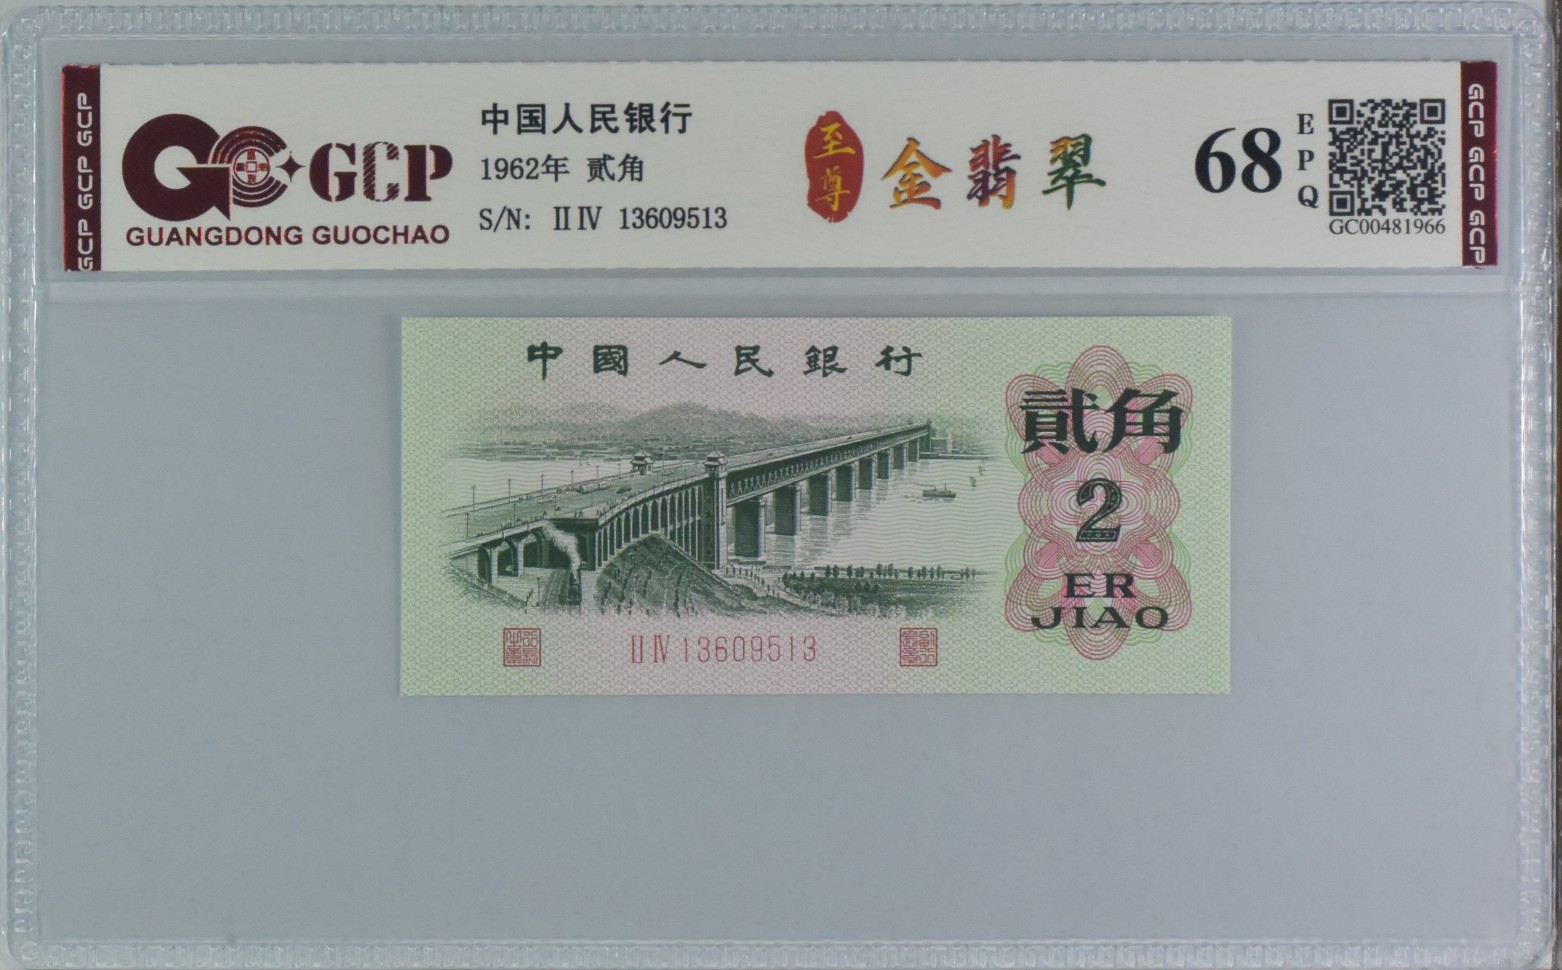 GCP GCP GCP
GCP
GUANGDONG GUOCHAO
中国人民银行
1962年 贰角
S/N: ⅡⅣ 13609513
至尊
金翡翠
68
EPQ
GC00481966
GCP GCP GCP
中國人民銀行
貳角
2
ER
JIAO
ⅡⅣ 13609513